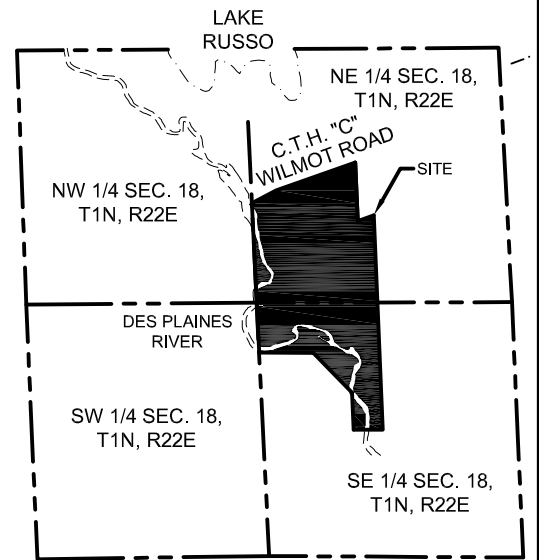 LAKE
RUSSO
NE 1/4 SEC. 18,
T1N, R22E
C.T.H. "C"
WILMOT ROAD
SITE
NW 1/4 SEC. 18,
T1N, R22E
DES PLAINES
RIVER
SW 1/4 SEC. 18,
T1N, R22E
SE 1/4 SEC. 18,
T1N, R22E